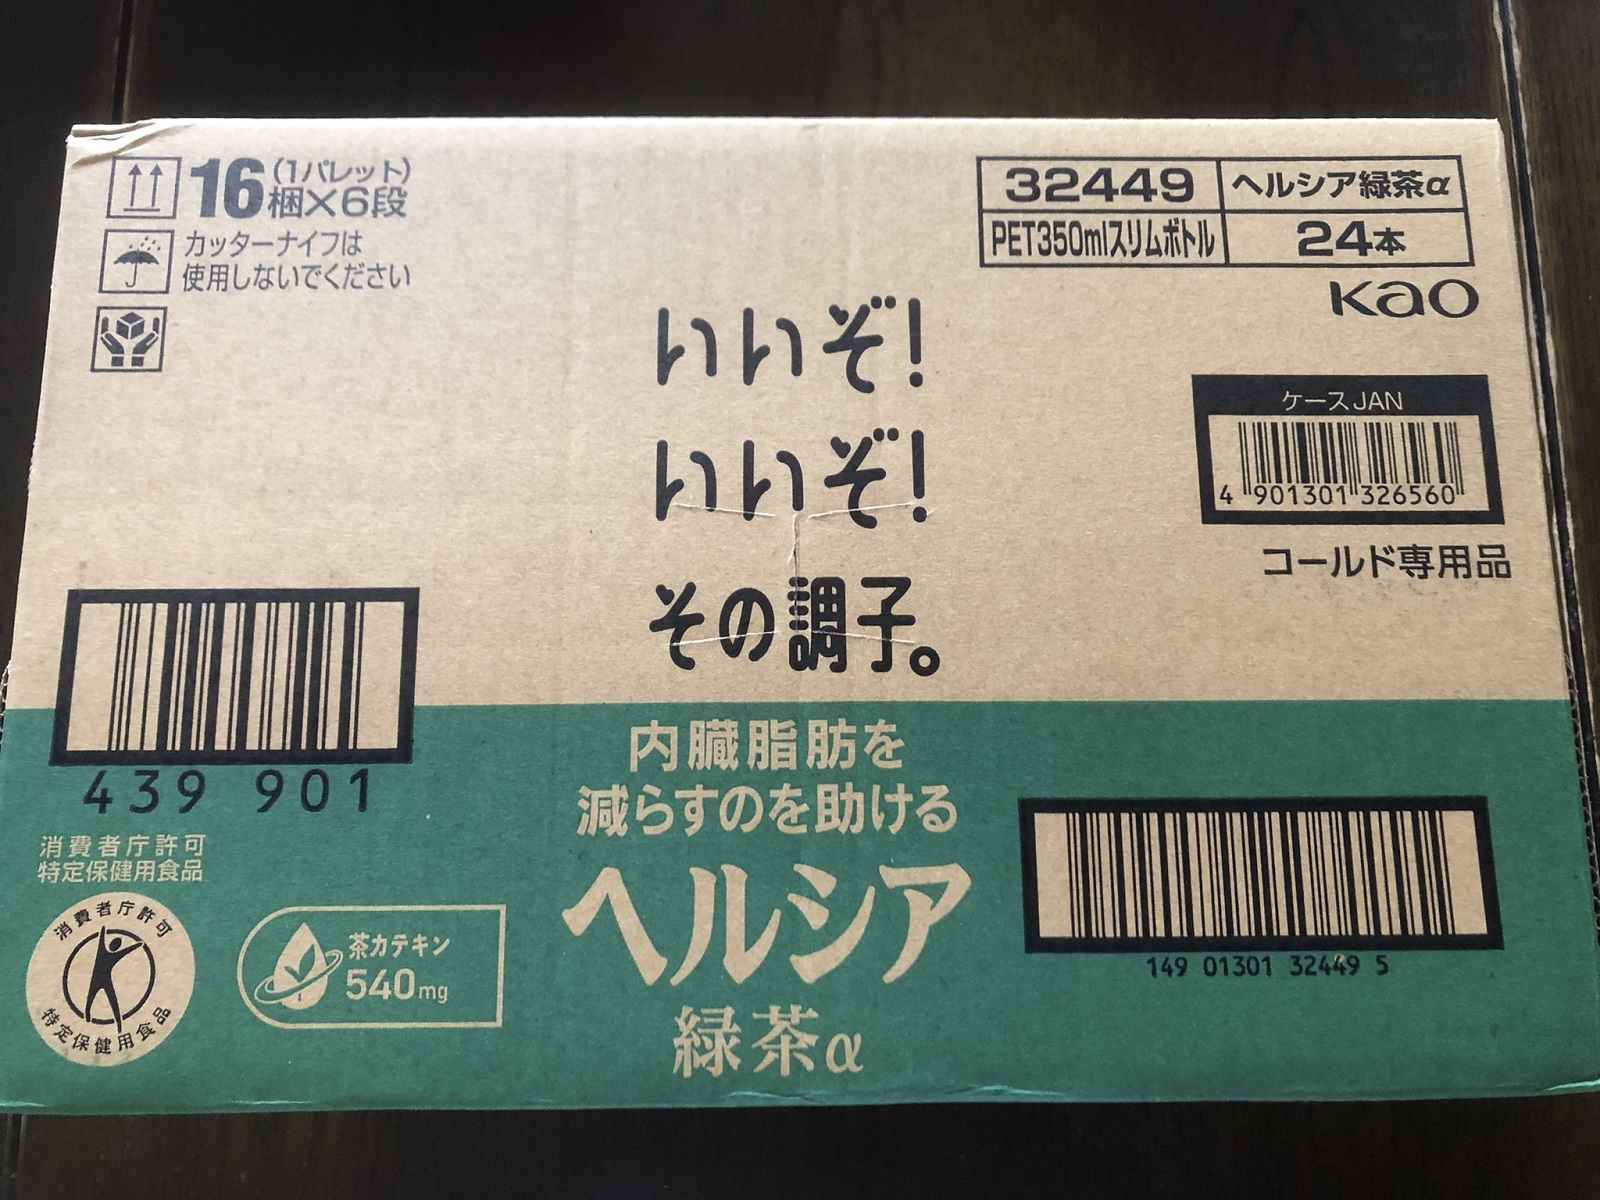 16 (1パレット)
梱×6段
カッターナイフは
使用しないでください
32449 ヘルシア緑茶α
PET350mlスリムボトル 24本
Kao
いいぞ!
いいぞ!
その調子。
ケースJAN
4 901301 326560
コールド専用品
439 901
内臓脂肪を
減らすのを助ける
ヘルシア
緑茶α
消費者庁許可
特定保健用食品
消費者庁許可
特定保健用食品
茶カテキン
540mg
149 01301 32449 5